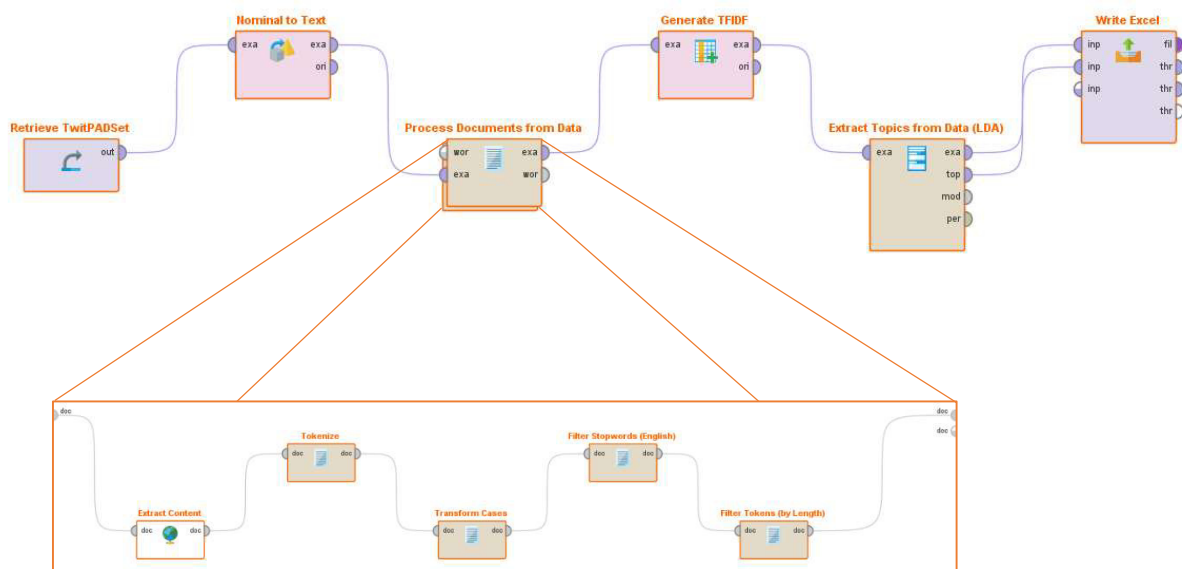 Nominal to Text
exa exa
ori
Generate TFIDF
exa exa
ori
Write Excel
inp fil
inp thr
inp thr
thr
Retrieve TwitPADSet
out
Process Documents from Data
wor exa
exa wor
Extract Topics from Data (LDA)
exa exa
top
mod
per
doc
doc
doc
Tokenize
doc doc
Filter Stopwords (English)
doc doc
Extract Content
doc doc
Transform Cases
doc doc
Filter Tokens (by Length)
doc doc